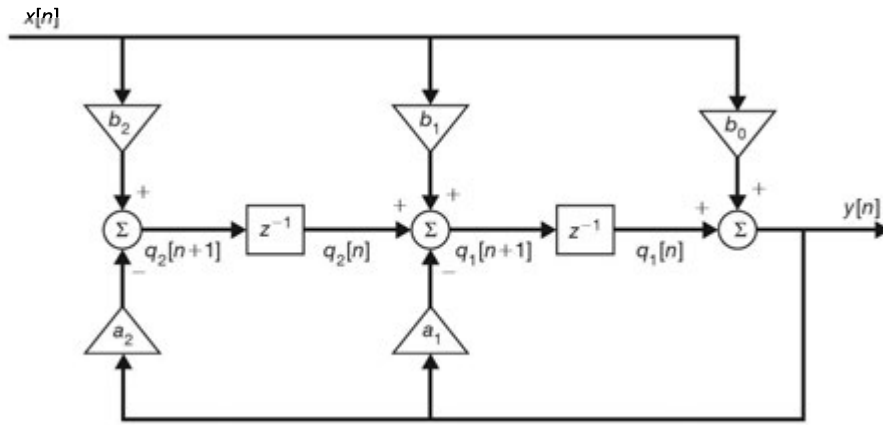 x[n]
b₂ b₁ b₀
+ + +
Σ q₂[n+1] z⁻¹ q₂[n] + Σ q₁[n+1] z⁻¹ q₁[n] + Σ y[n]
− −
a₂ a₁